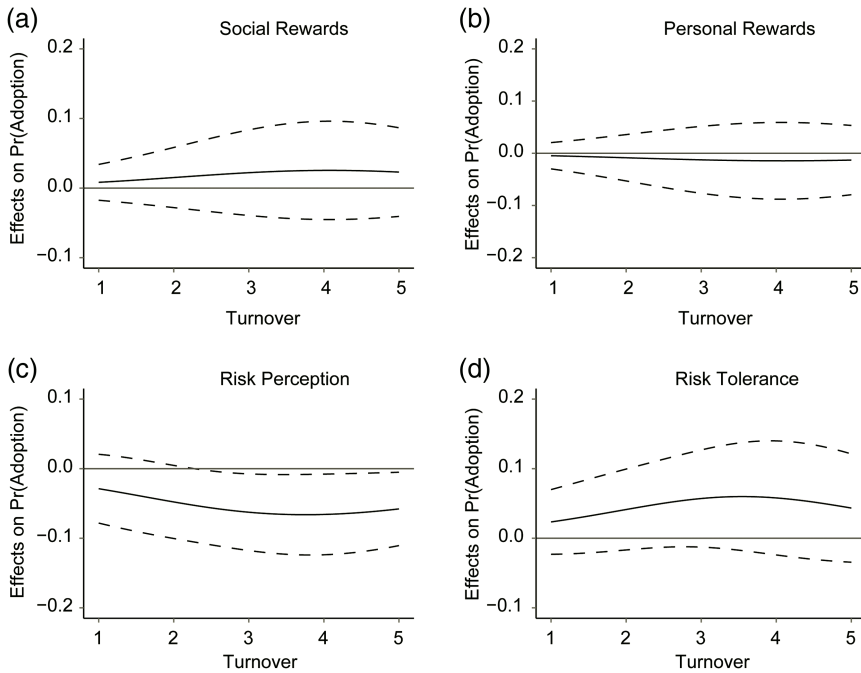 (a)
Social Rewards
Effects on Pr(Adoption)
0.2
0.1
0.0
−0.1
1 2 3 4 5
Turnover
(b)
Personal Rewards
Effects on Pr(Adoption)
0.2
0.1
0.0
−0.1
−0.2
1 2 3 4 5
Turnover
(c)
Risk Perception
Effects on Pr(Adoption)
0.1
0.0
−0.1
−0.2
1 2 3 4 5
Turnover
(d)
Risk Tolerance
Effects on Pr(Adoption)
0.2
0.1
0.0
−0.1
1 2 3 4 5
Turnover